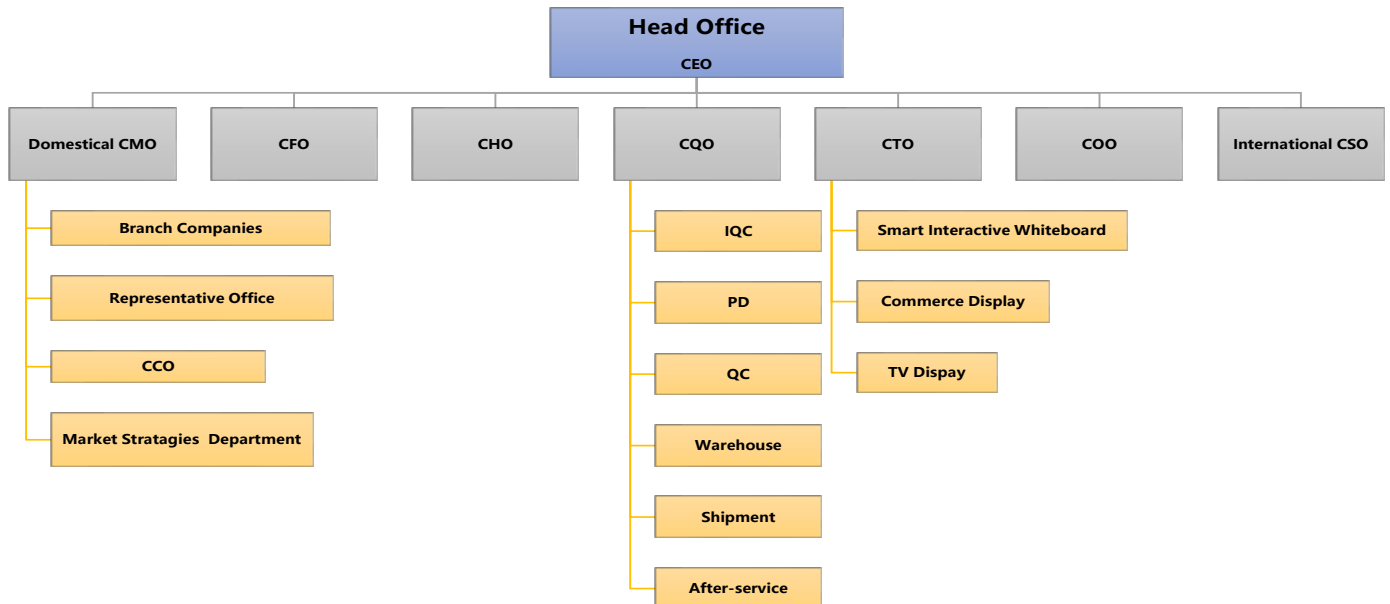 Head Office
CEO
Domestical CMO
CFO
CHO
CQO
CTO
COO
International CSO
Branch Companies
Representative Office
CCO
Market Stratagies Department
IQC
PD
QC
Warehouse
Shipment
After-service
Smart Interactive Whiteboard
Commerce Display
TV Dispay